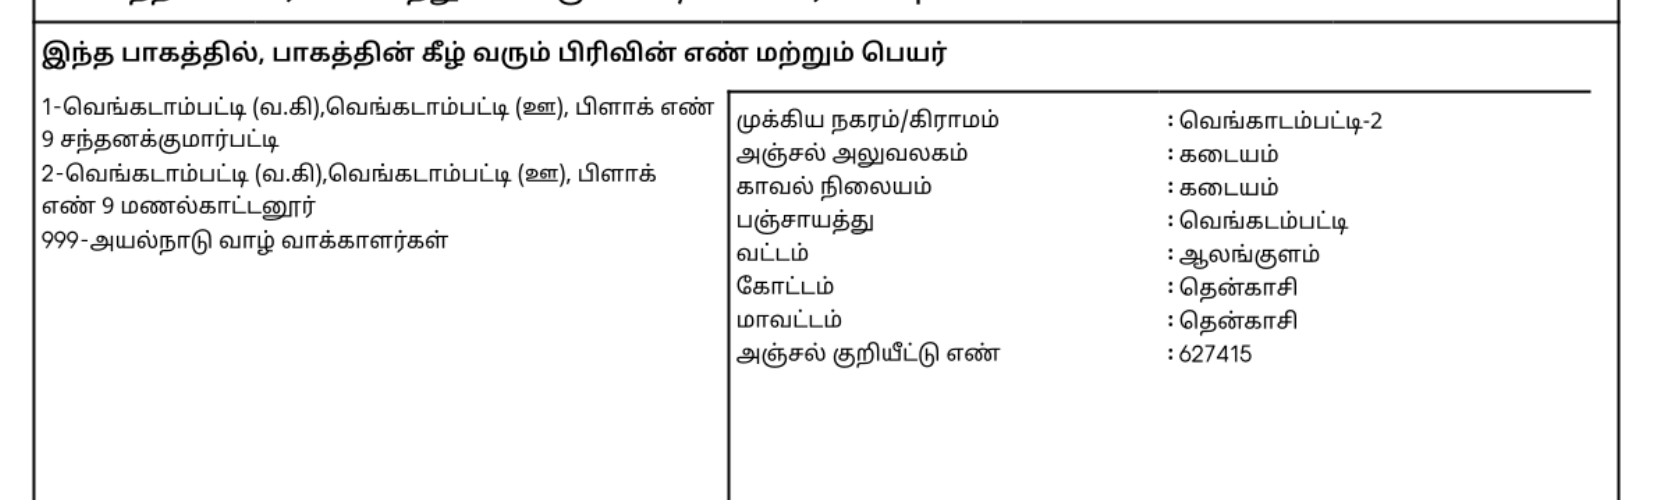 இந்த பாகத்தில், பாகத்தின் கீழ் வரும் பிரிவின் எண் மற்றும் பெயர்
1-வெங்கடாம்பட்டி (வ.கி),வெங்கடாம்பட்டி (ஊ), பிளாக் எண்
9 சந்தனக்குமார்பட்டி
2-வெங்கடாம்பட்டி (வ.கி),வெங்கடாம்பட்டி (ஊ), பிளாக்
எண் 9 மணல்காட்டனூர்
999-அயல்நாடு வாழ் வாக்காளர்கள்
முக்கிய நகரம்/கிராமம் : வெங்காடம்பட்டி-2
அஞ்சல் அலுவலகம் : கடையம்
காவல் நிலையம் : கடையம்
பஞ்சாயத்து : வெங்கடம்பட்டி
வட்டம் : ஆலங்குளம்
கோட்டம் : தென்காசி
மாவட்டம் : தென்காசி
அஞ்சல் குறியீட்டு எண் : 627415